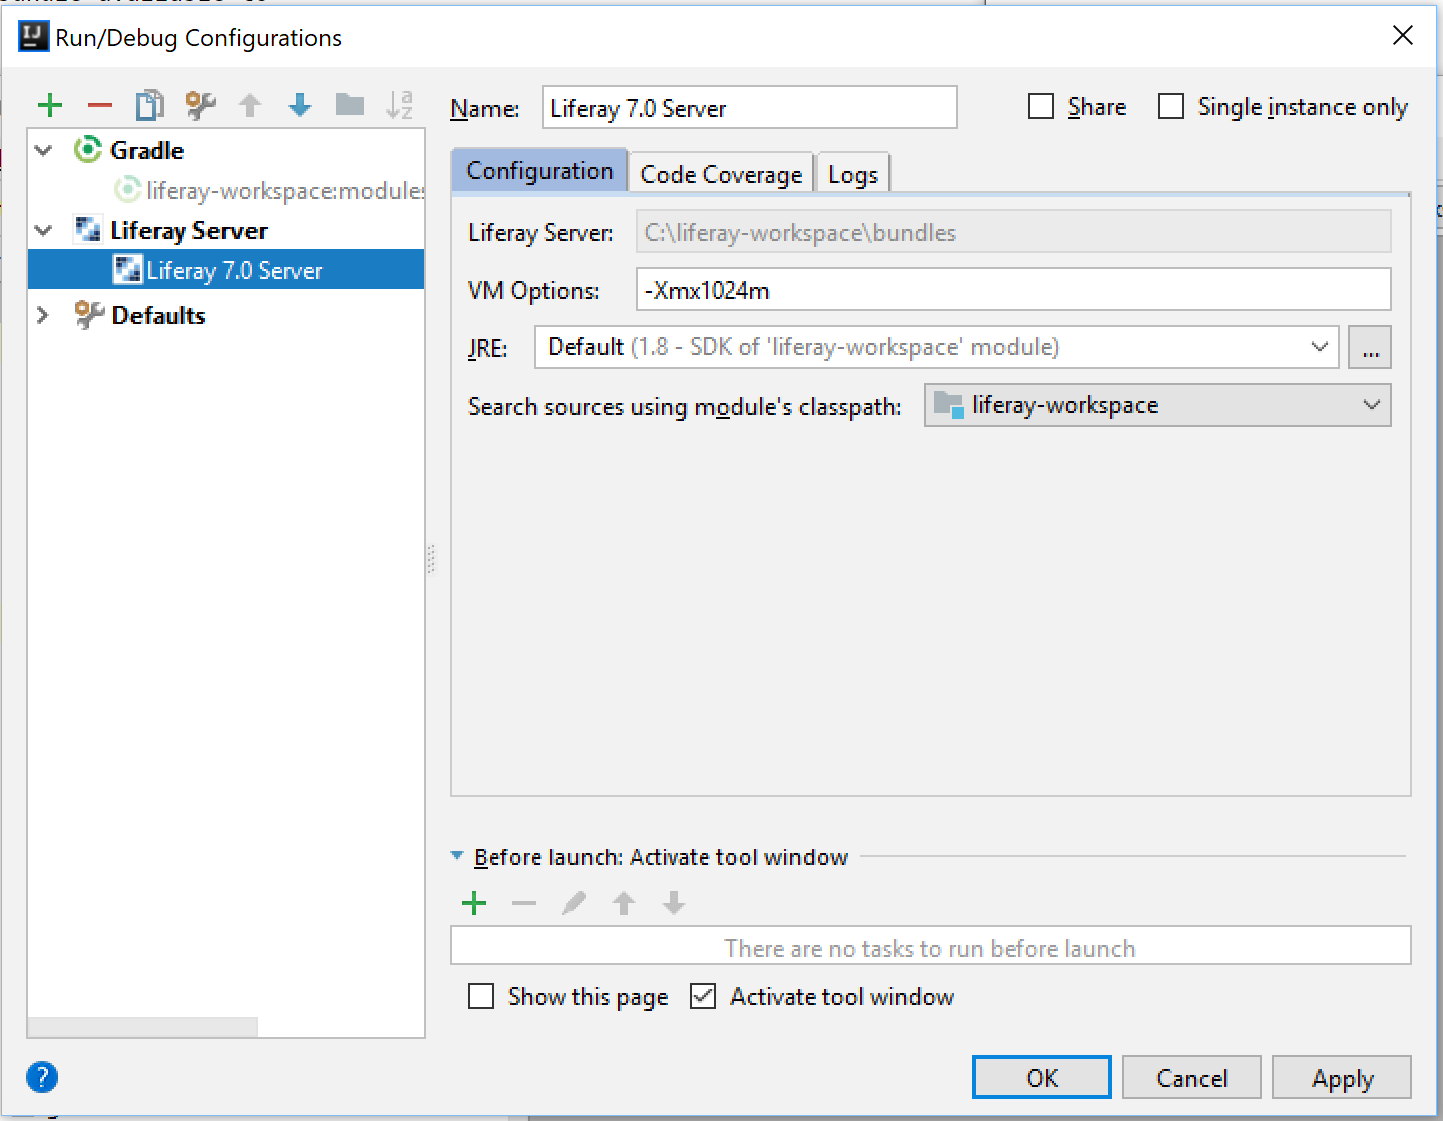 Run/Debug Configurations
Name: Liferay 7.0 Server
Share
Single instance only
Gradle
liferay-workspace:modules
Liferay Server
Liferay 7.0 Server
Defaults
Configuration
Code Coverage
Logs
Liferay Server: C:\liferay-workspace\bundles
VM Options: -Xmx1024m
JRE: Default (1.8 - SDK of 'liferay-workspace' module) ...
Search sources using module's classpath: liferay-workspace
Before launch: Activate tool window
There are no tasks to run before launch
Show this page
Activate tool window
?
OK
Cancel
Apply